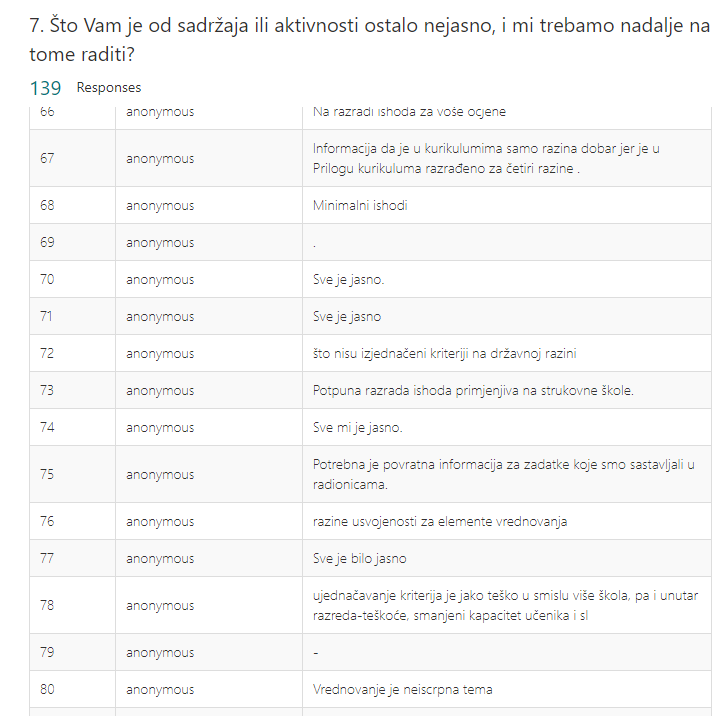 7. Što Vam je od sadržaja ili aktivnosti ostalo nejasno, i mi trebamo nadalje na
tome raditi?
139 Responses
66 anonymous Na razradi ishoda za voše ocjene
67 anonymous Informacija da je u kurikulumima samo razina dobar jer je u
Prilogu kurikuluma razrađeno za četiri razine .
68 anonymous Minimalni ishodi
69 anonymous .
70 anonymous Sve je jasno.
71 anonymous Sve je jasno
72 anonymous što nisu izjednačeni kriteriji na državnoj razini
73 anonymous Potpuna razrada ishoda primjenjiva na strukovne škole.
74 anonymous Sve mi je jasno.
75 anonymous Potrebna je povratna informacija za zadatke koje smo sastavljali u
radionicama.
76 anonymous razine usvojenosti za elemente vrednovanja
77 anonymous Sve je bilo jasno
78 anonymous ujednačavanje kriterija je jako teško u smislu više škola, pa i unutar
razreda-teškoće, smanjeni kapacitet učenika i sl
79 anonymous -
80 anonymous Vrednovanje je neiscrpna tema